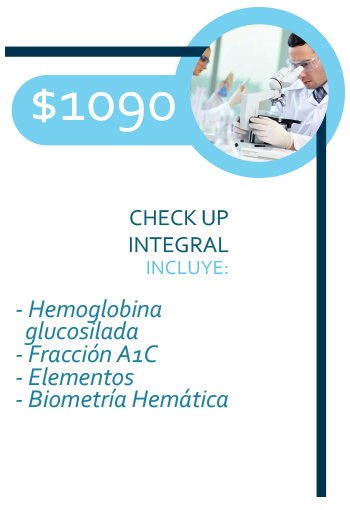 $1090
CHECK UP
INTEGRAL
INCLUYE:
- Hemoglobina
glucosilada
- Fracción A1C
- Elementos
- Biometría Hemática